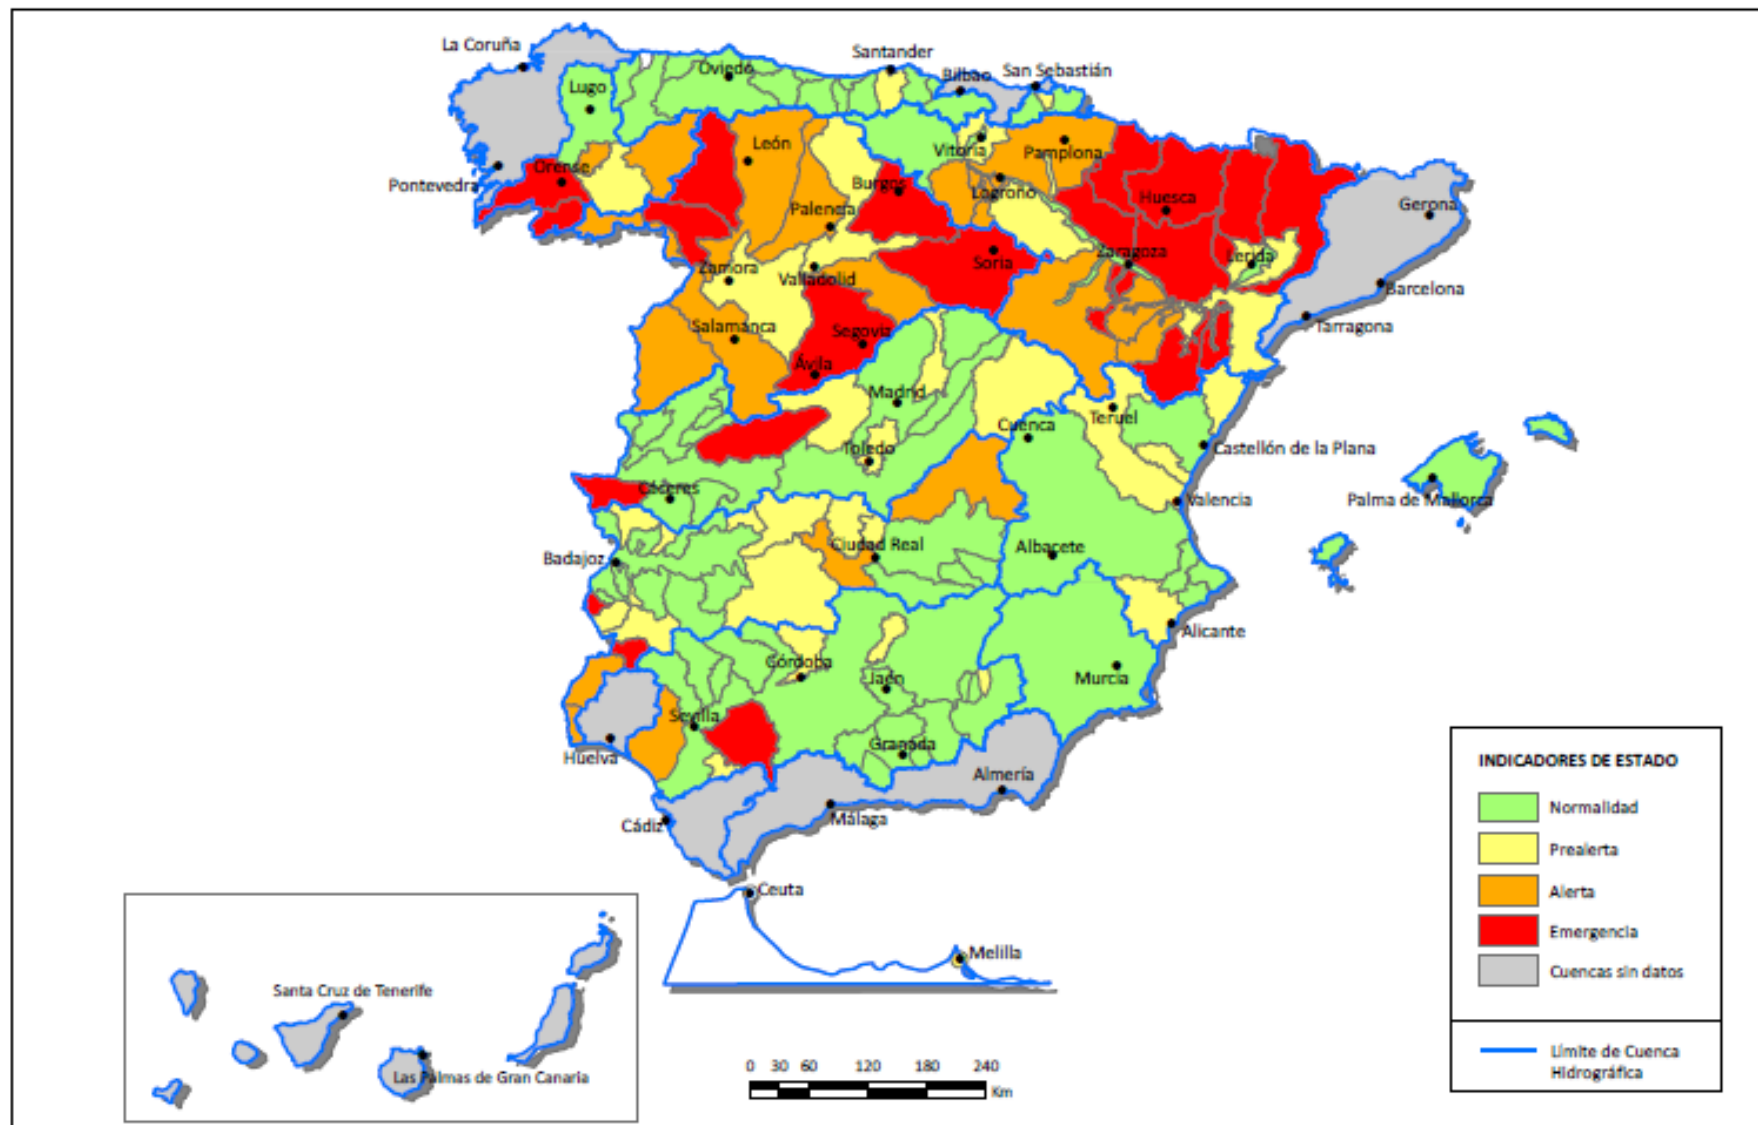 La Coruña
Santander
Bilbao
San Sebastián
Oviedo
Lugo
León
Vitoria
Pamplona
Orense
Pontevedra
Burgos
Logroño
Huesca
Gerona
Palencia
Zamora
Valladolid
Soria
Zaragoza
Lerida
Barcelona
Salamanca
Segovia
Tarragona
Ávila
Madrid
Teruel
Cuenca
Toledo
Castellón de la Plana
Cáceres
Valencia
Palma de Mallorca
Badajoz
Ciudad Real
Albacete
Alicante
Córdoba
Jaén
Murcia
Sevilla
Granada
Huelva
Almería
Cádiz
Málaga
Ceuta
Melilla
Santa Cruz de Tenerife
Las Palmas de Gran Canaria
0 30 60 120 180 240
Km
INDICADORES DE ESTADO
Normalidad
Prealerta
Alerta
Emergencia
Cuencas sin datos
Límite de Cuenca
Hidrográfica